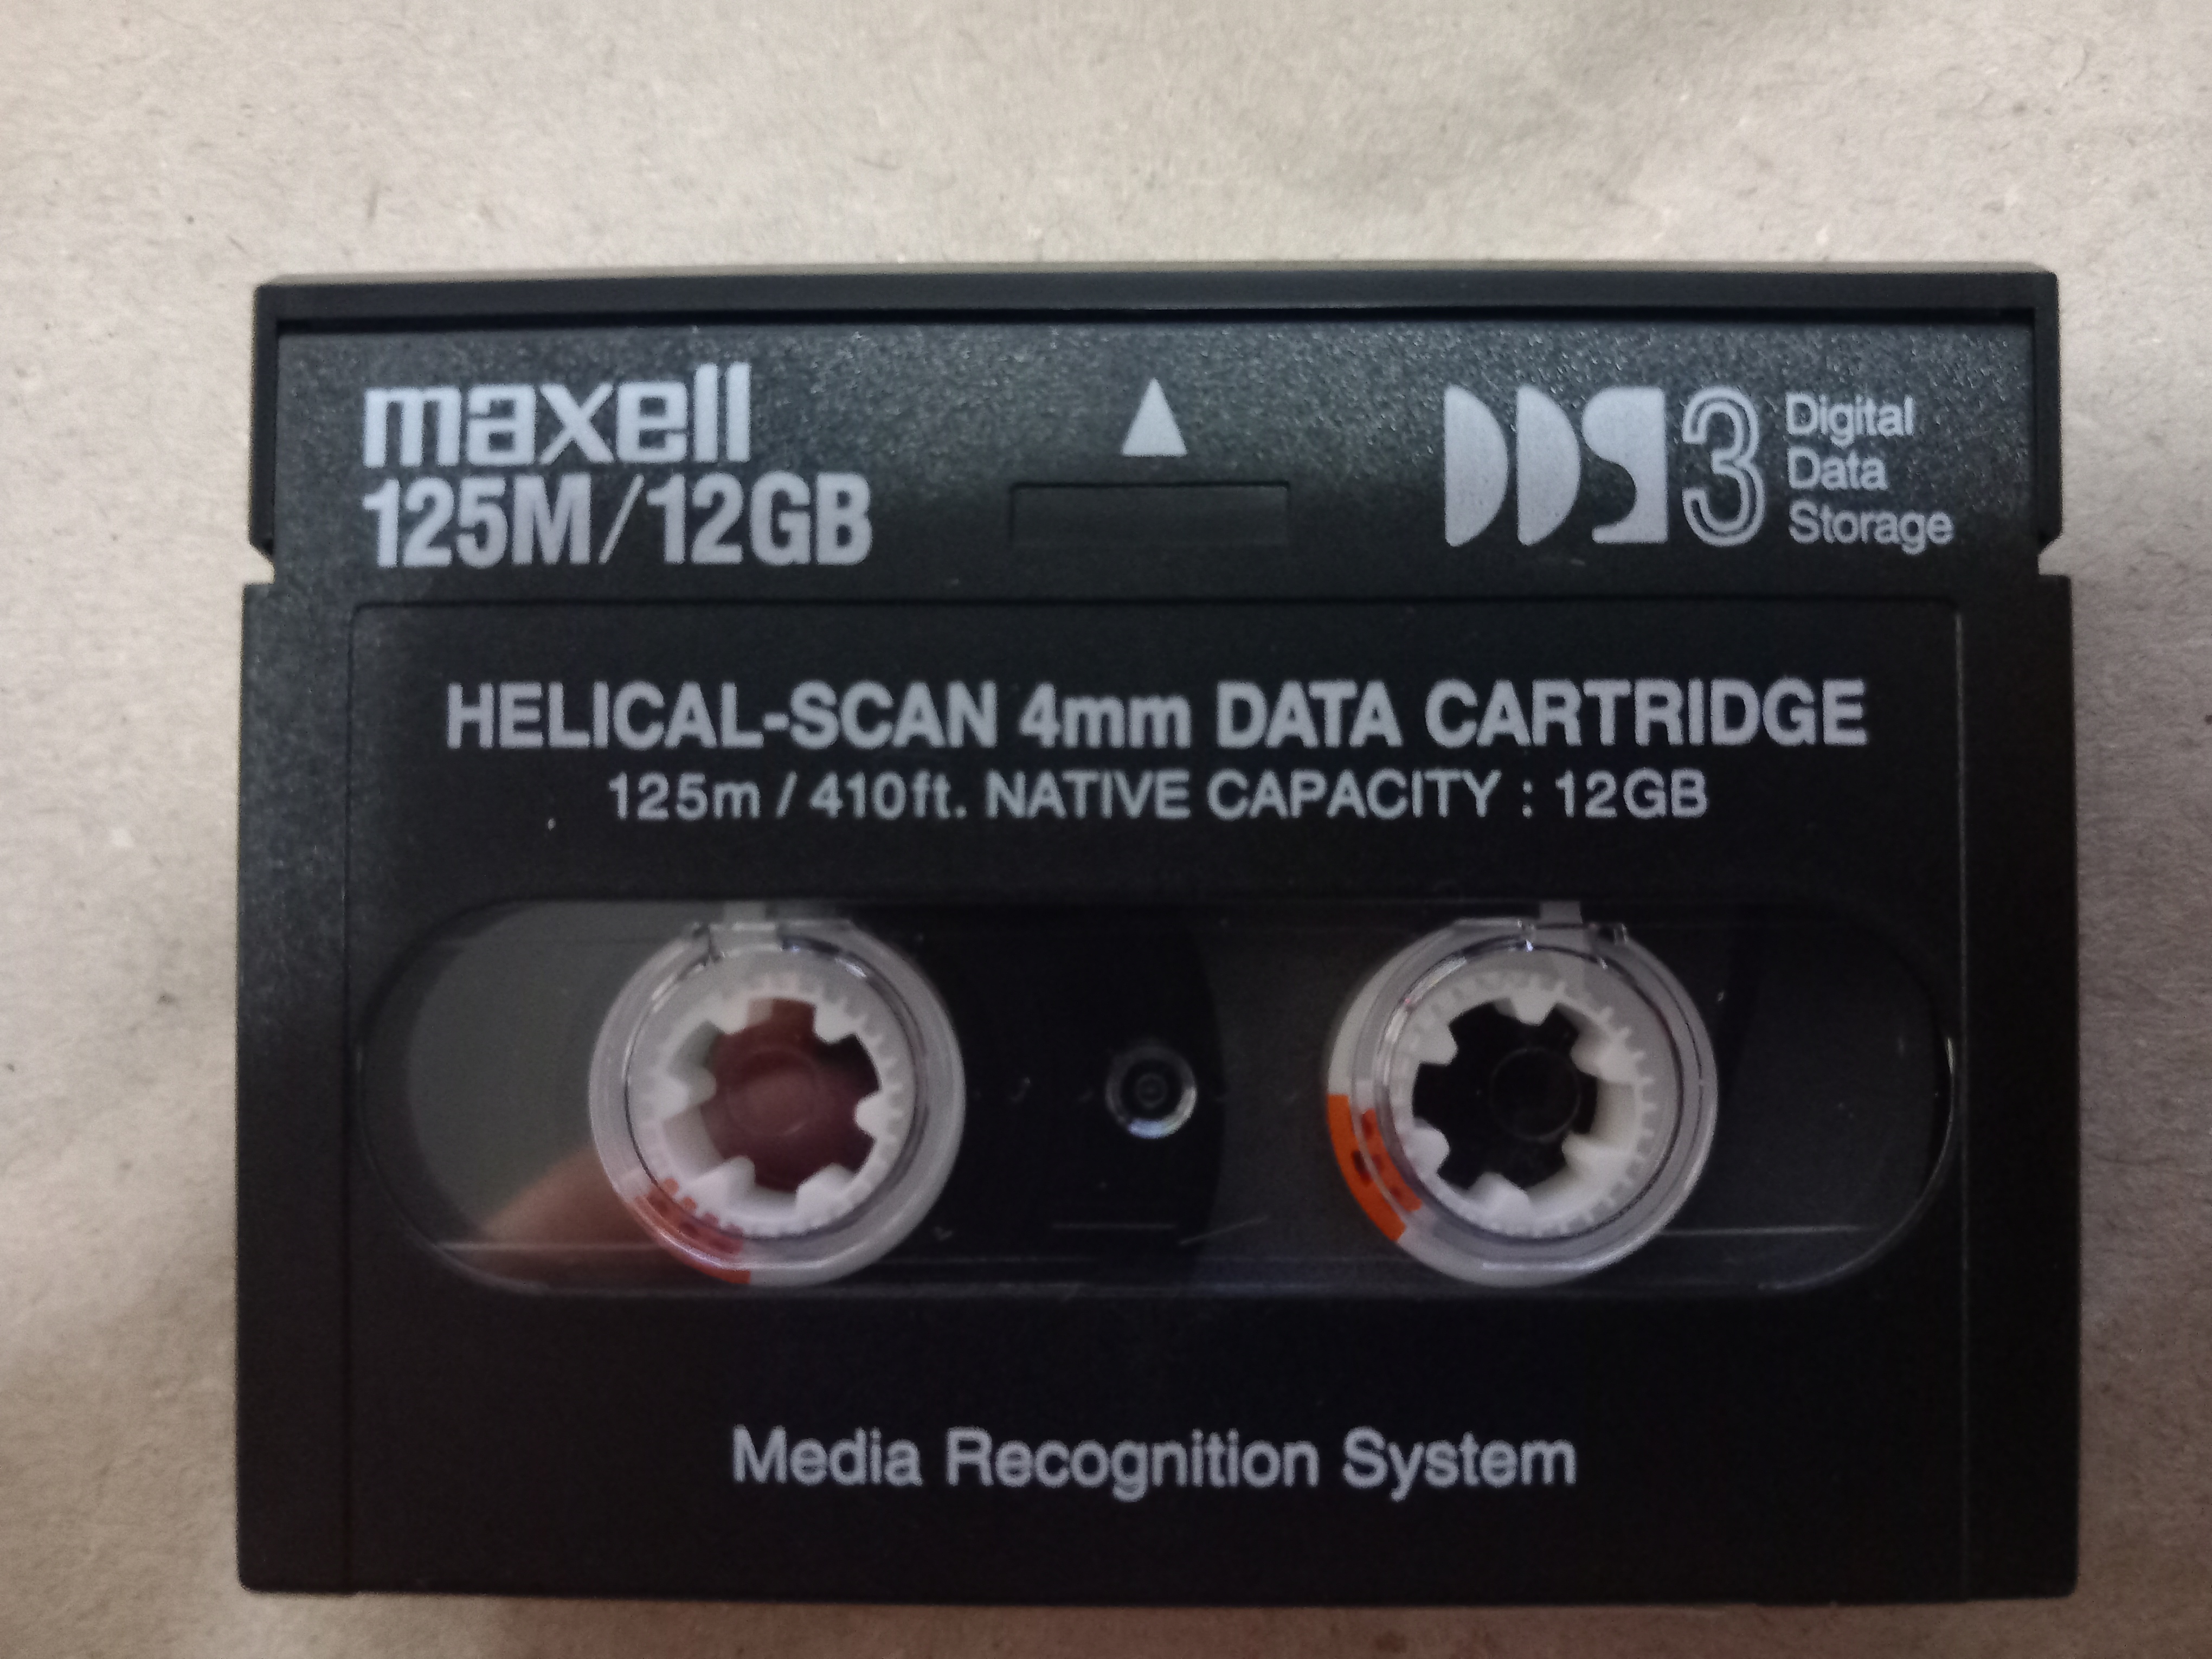 maxell
125M/12GB
DDS3
Digital
Data
Storage
HELICAL-SCAN 4mm DATA CARTRIDGE
125m / 410ft. NATIVE CAPACITY : 12GB
Media Recognition System